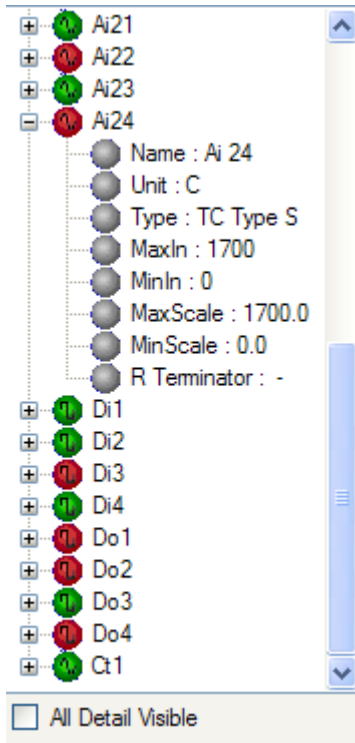 Ai21
Ai22
Ai23
Ai24
Name : Ai 24
Unit : C
Type : TC Type S
MaxIn : 1700
MinIn : 0
MaxScale : 1700.0
MinScale : 0.0
R Terminator : -
Di1
Di2
Di3
Di4
Do1
Do2
Do3
Do4
Ct1
All Detail Visible